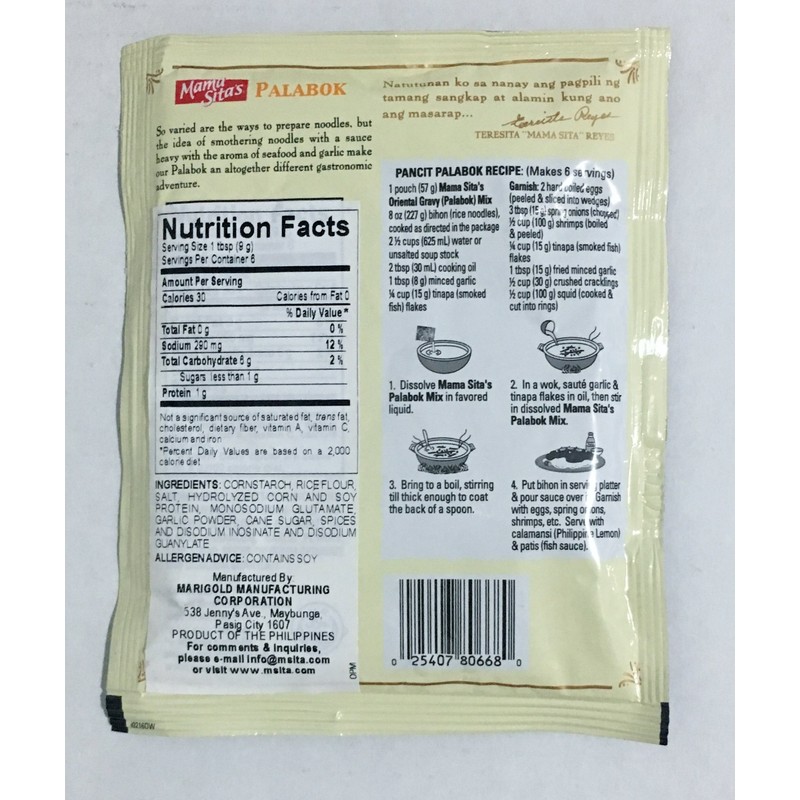 Mama Sita's PALABOK
So varied are the ways to prepare noodles, but
the idea of smothering noodles with a sauce
heavy with the aroma of seafood and garlic make
our Palabok an altogether different gastronomic
adventure.
Natutunan ko sa nanay ang pagpili ng
tamang sangkap at alamin kung ano
ang masarap...
Teresita Reyes
TERESITA "MAMA SITA" REYES
Nutrition Facts
Serving Size 1 tbsp (9 g)
Servings Per Container 6
Amount Per Serving
Calories 30 Calories from Fat 0
% Daily Value*
Total Fat 0 g 0 %
Sodium 290 mg 12 %
Total Carbohydrate 6 g 2 %
Sugars less than 1 g
Protein 1 g
Not a significant source of saturated fat, trans fat,
cholesterol, dietary fiber, vitamin A, vitamin C,
calcium and iron
*Percent Daily Values are based on a 2,000
calorie diet
INGREDIENTS: CORNSTARCH, RICE FLOUR,
SALT, HYDROLYZED CORN AND SOY
PROTEIN, MONOSODIUM GLUTAMATE,
GARLIC POWDER, CANE SUGAR, SPICES
AND DISODIUM INOSINATE AND DISODIUM
GUANYLATE
ALLERGEN ADVICE: CONTAINS SOY
Manufactured By
MARIGOLD MANUFACTURING
CORPORATION
538 Jenny's Ave., Maybunga,
Pasig City 1607
PRODUCT OF THE PHILIPPINES
For comments & inquiries,
please e-mail info@msita.com
or visit www.msita.com
OPM
PANCIT PALABOK RECIPE: (Makes 6 servings)
1 pouch (57 g) Mama Sita's
Oriental Gravy (Palabok) Mix
8 oz (227 g) bihon (rice noodles),
cooked as directed in the package
2 ½ cups (625 mL) water or
unsalted soup stock
2 tbsp (30 mL) cooking oil
1 tbsp (8 g) minced garlic
¼ cup (15 g) tinapa (smoked
fish) flakes
Garnish: 2 hard boiled eggs
(peeled & sliced into wedges)
3 tbsp (15 g) spring onions (chopped)
½ cup (100 g) shrimps (boiled
& peeled)
¼ cup (15 g) tinapa (smoked fish)
flakes
1 tbsp (15 g) fried minced garlic
½ cup (30 g) crushed cracklings
½ cup (100 g) squid (cooked &
cut into rings)
1. Dissolve Mama Sita's
Palabok Mix in favored
liquid.
2. In a wok, sauté garlic &
tinapa flakes in oil, then stir
in dissolved Mama Sita's
Palabok Mix.
3. Bring to a boil, stirring
till thick enough to coat
the back of a spoon.
4. Put bihon in serving platter
& pour sauce over it. Garnish
with eggs, spring onions,
shrimps, etc. Serve with
calamansi (Philippine Lemon)
& patis (fish sauce).
0 25407 80668 0